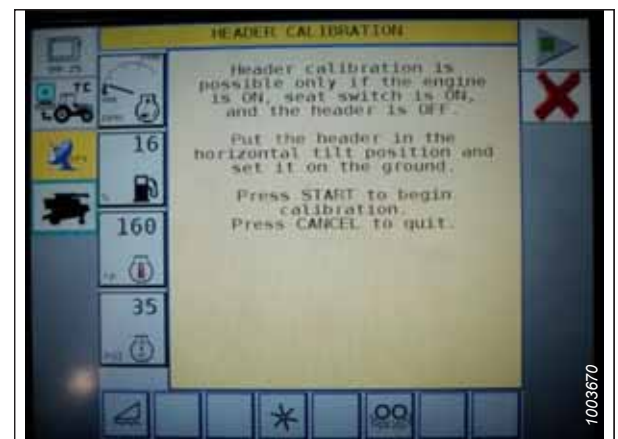 HEADER CALIBRATION
Header calibration is
possible only if the engine
is ON, seat switch is ON,
and the header is OFF.
Put the header in the
horizontal tilt position and
set it on the ground.
Press START to begin
calibration.
Press CANCEL to quit.
TC
16
160
35
1003670